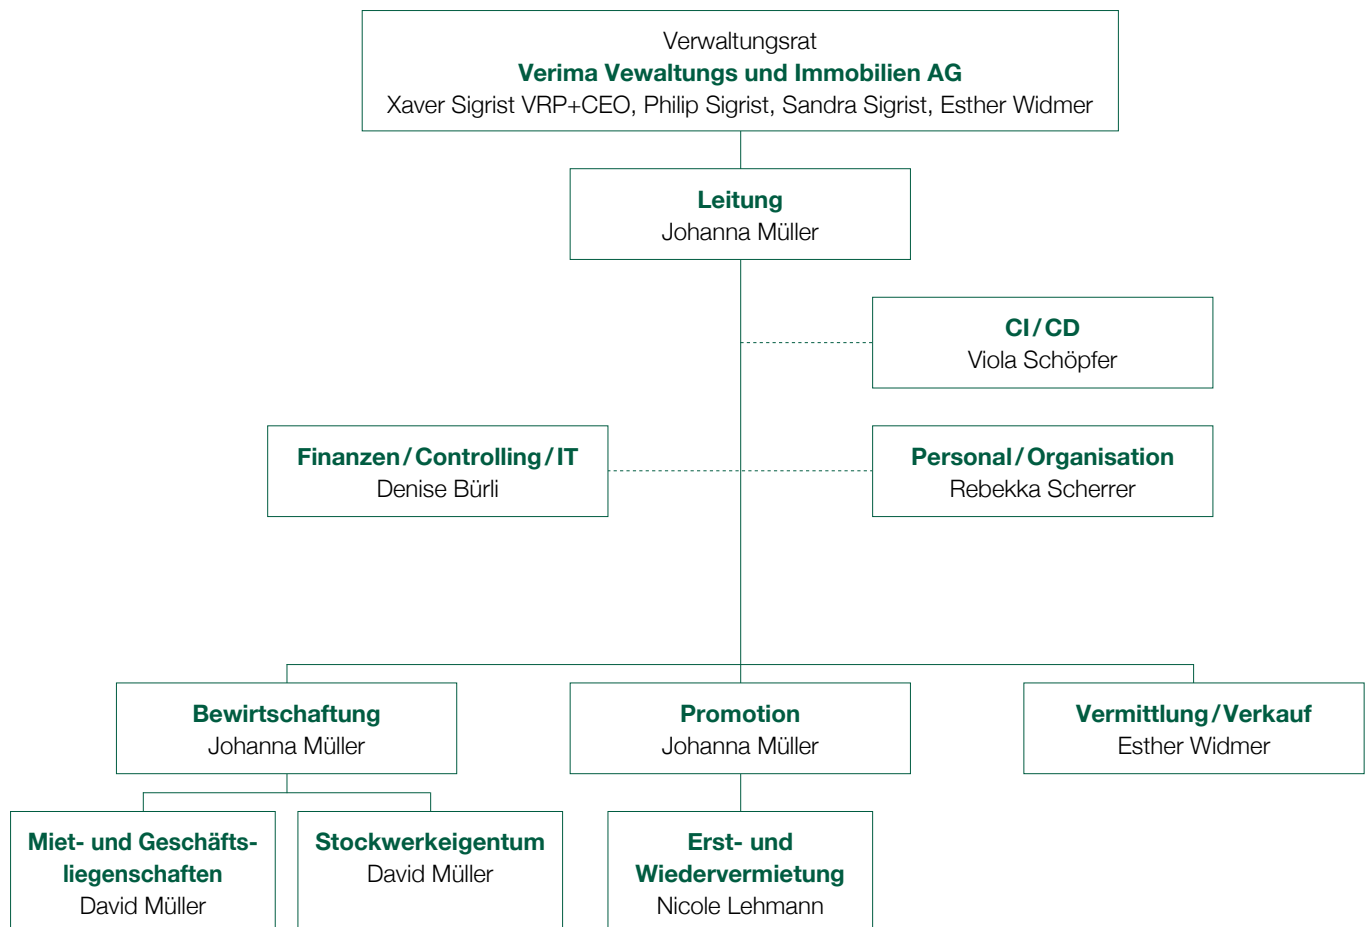 Verwaltungsrat
Verima Vewaltungs und Immobilien AG
Xaver Sigrist VRP+CEO, Philip Sigrist, Sandra Sigrist, Esther Widmer
Leitung
Johanna Müller
CI/CD
Viola Schöpfer
Finanzen/Controlling/IT
Denise Bürli
Personal/Organisation
Rebekka Scherrer
Bewirtschaftung
Johanna Müller
Promotion
Johanna Müller
Vermittlung/Verkauf
Esther Widmer
Miet- und Geschäfts-
liegenschaften
David Müller
Stockwerkeigentum
David Müller
Erst- und
Wiedervermietung
Nicole Lehmann